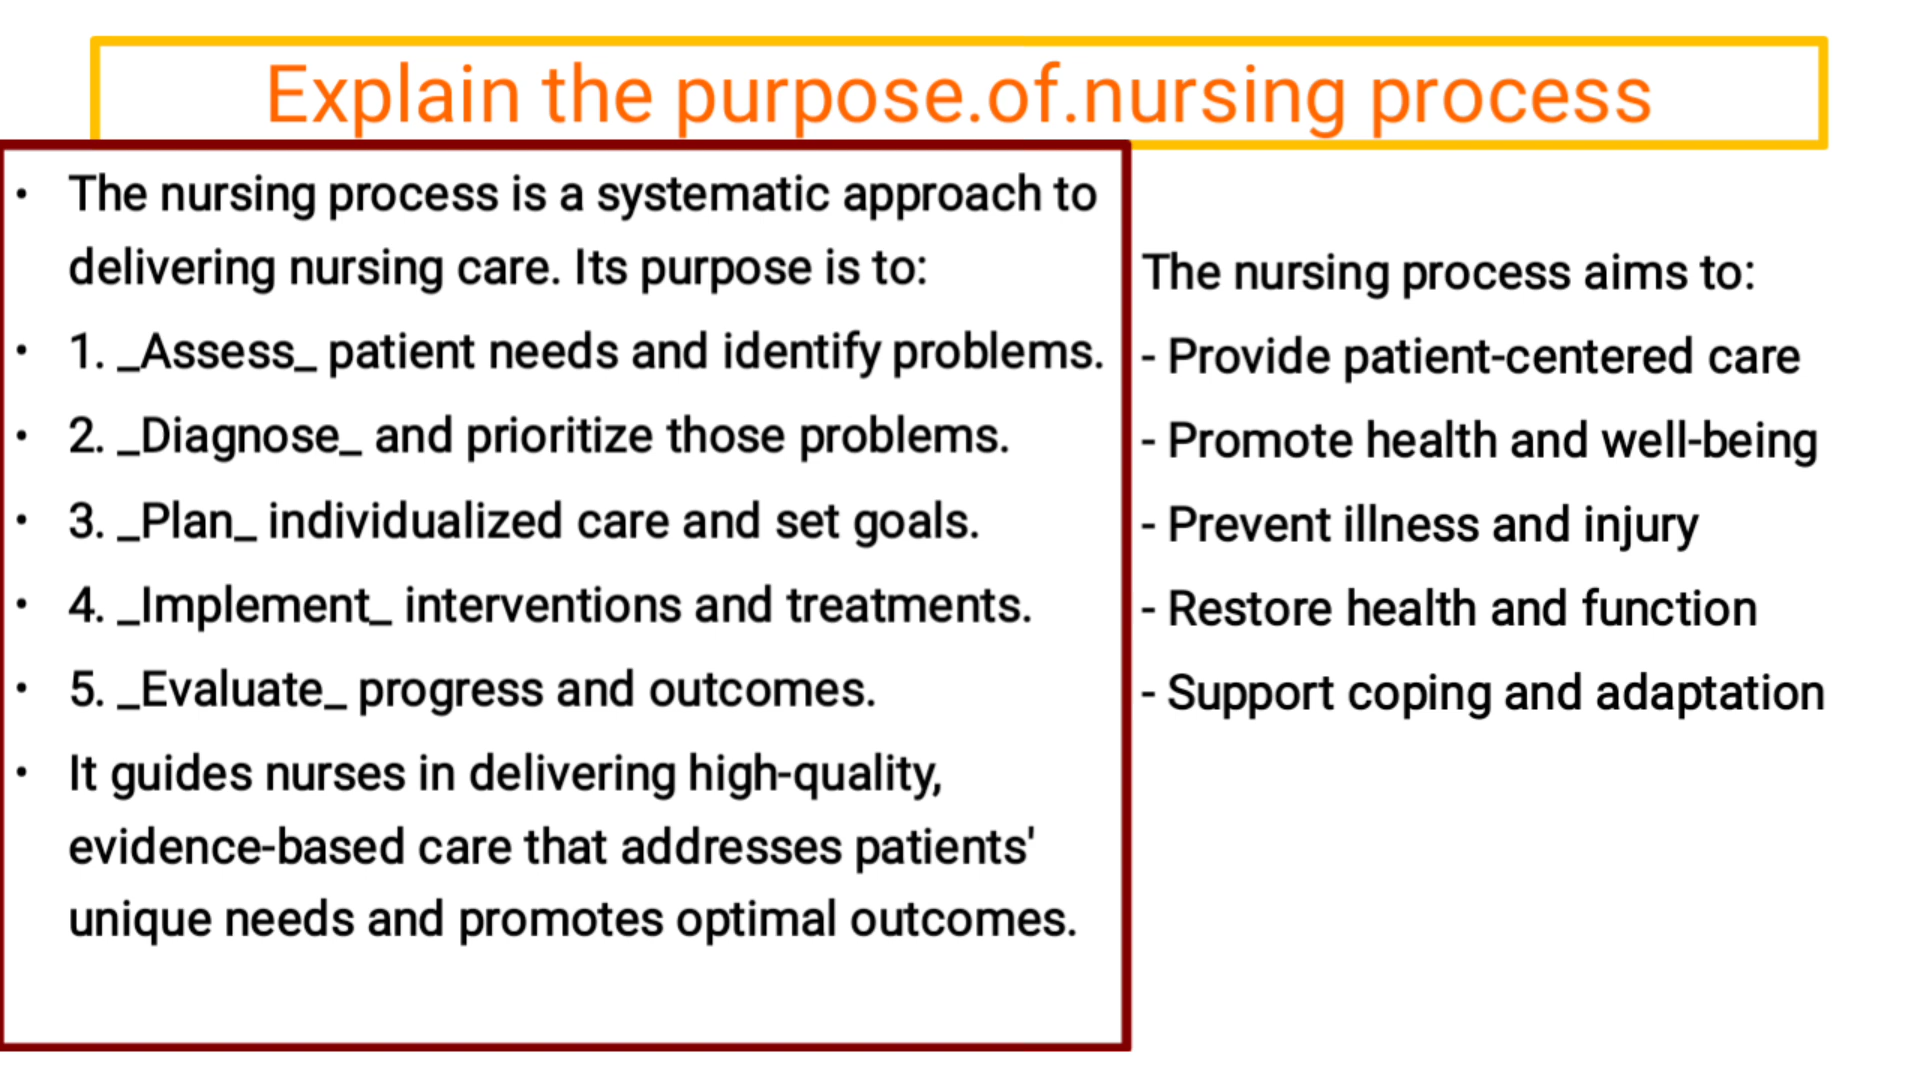 Explain the purpose.of.nursing process
• The nursing process is a systematic approach to
delivering nursing care. Its purpose is to:
• 1. _Assess_ patient needs and identify problems.
• 2. _Diagnose_ and prioritize those problems.
• 3. _Plan_ individualized care and set goals.
• 4. _Implement_ interventions and treatments.
• 5. _Evaluate_ progress and outcomes.
• It guides nurses in delivering high-quality,
evidence-based care that addresses patients'
unique needs and promotes optimal outcomes.
The nursing process aims to:
- Provide patient-centered care
- Promote health and well-being
- Prevent illness and injury
- Restore health and function
- Support coping and adaptation